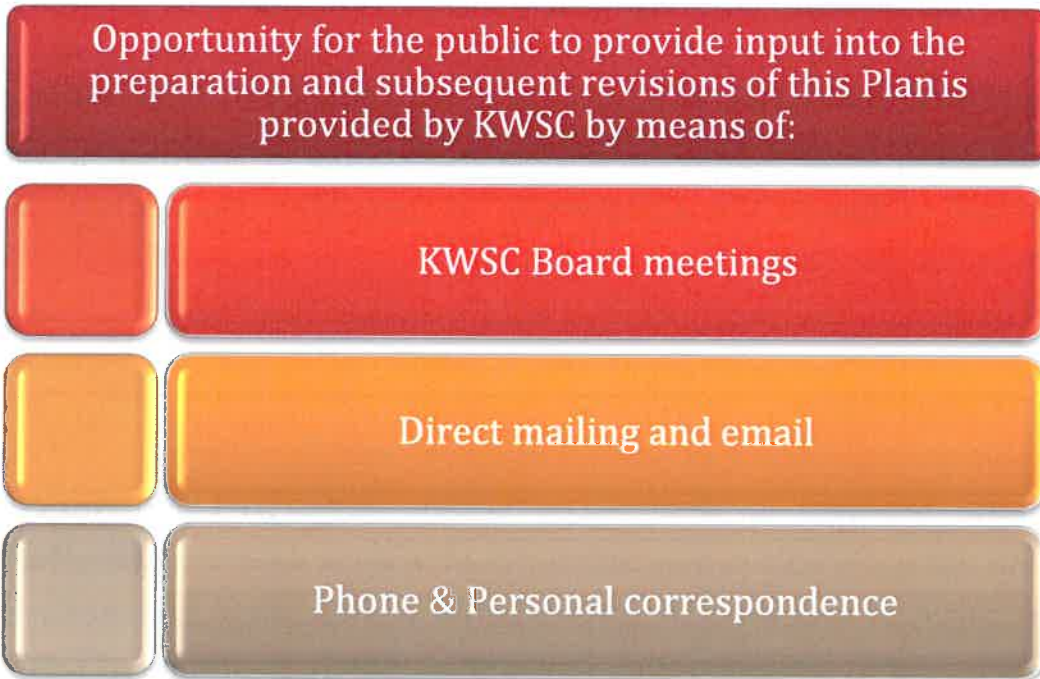 Opportunity for the public to provide input into the
preparation and subsequent revisions of this Plan is
provided by KWSC by means of:
KWSC Board meetings
Direct mailing and email
Phone & Personal correspondence